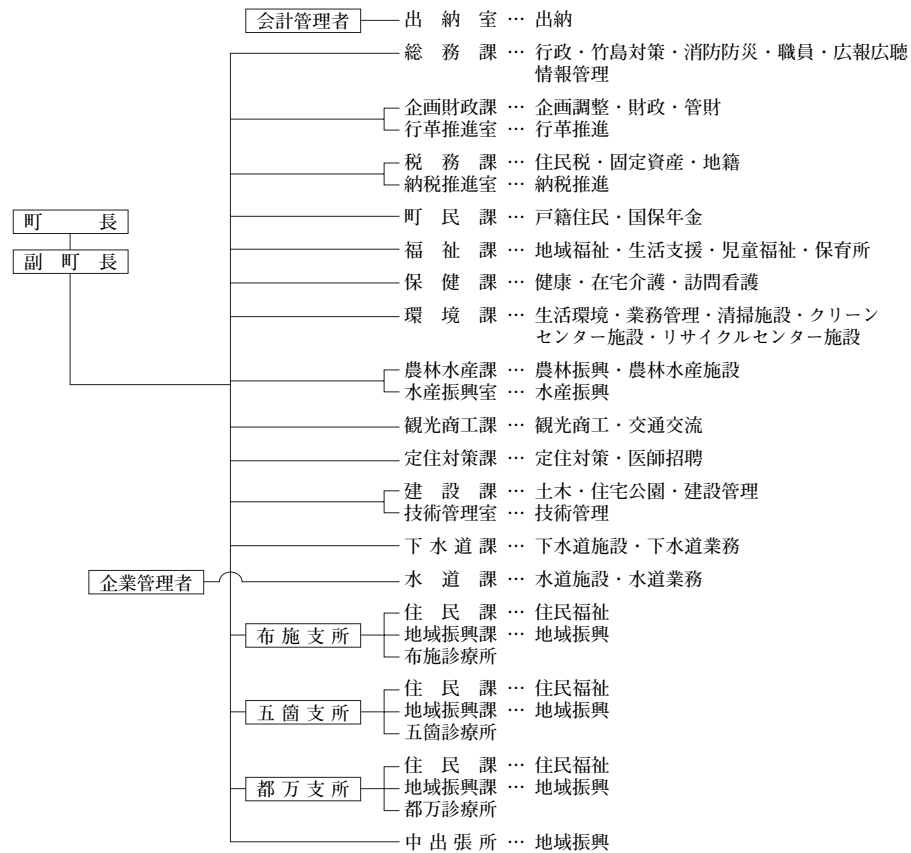 会計管理者 出納室 … 出納
総務課 … 行政・竹島対策・消防防災・職員・広報広聴
情報管理
企画財政課 … 企画調整・財政・管財
行革推進室 … 行革推進
税務課 … 住民税・固定資産・地籍
納税推進室 … 納税推進
町長
町民課 … 戸籍住民・国保年金
副町長
福祉課 … 地域福祉・生活支援・児童福祉・保育所
保健課 … 健康・在宅介護・訪問看護
環境課 … 生活環境・業務管理・清掃施設・クリーン
センター施設・リサイクルセンター施設
農林水産課 … 農林振興・農林水産施設
水産振興室 … 水産振興
観光商工課 … 観光商工・交通交流
定住対策課 … 定住対策・医師招聘
建設課 … 土木・住宅公園・建設管理
技術管理室 … 技術管理
下水道課 … 下水道施設・下水道業務
企業管理者 水道課 … 水道施設・水道業務
住民課 … 住民福祉
布施支所 地域振興課 … 地域振興
布施診療所
住民課 … 住民福祉
五箇支所 地域振興課 … 地域振興
五箇診療所
住民課 … 住民福祉
都万支所 地域振興課 … 地域振興
都万診療所
中出張所 … 地域振興